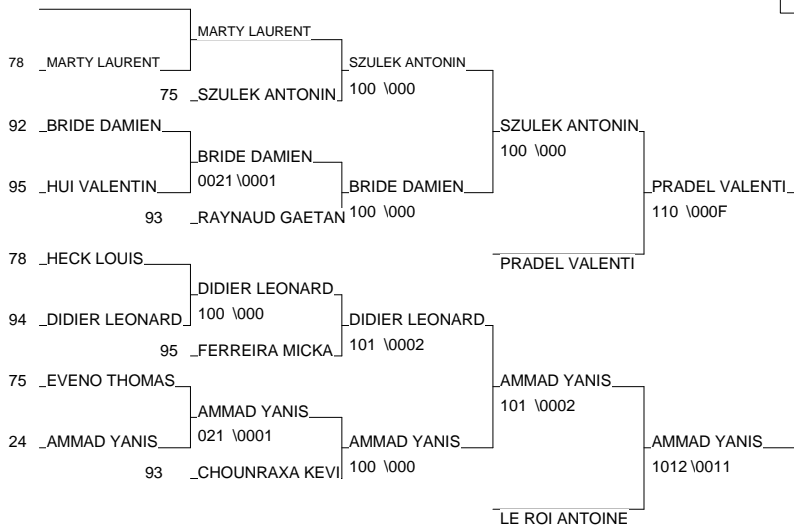 MARTY LAURENT
78 MARTY LAURENT
SZULEK ANTONIN
75 SZULEK ANTONIN
100 \000
92 BRIDE DAMIEN
SZULEK ANTONIN
100 \000
BRIDE DAMIEN
0021 \0001
95 HUI VALENTIN
BRIDE DAMIEN
PRADEL VALENTI
93 RAYNAUD GAETAN
100 \000
110 \000F
78 HECK LOUIS
PRADEL VALENTI
DIDIER LEONARD
100 \000
94 DIDIER LEONARD
DIDIER LEONARD
95 FERREIRA MICKA
101 \0002
75 EVENO THOMAS
AMMAD YANIS
101 \0002
AMMAD YANIS
021 \0001
24 AMMAD YANIS
AMMAD YANIS
AMMAD YANIS
93 CHOUNRAXA KEVI
100 \000
1012 \0011
LE ROI ANTOINE